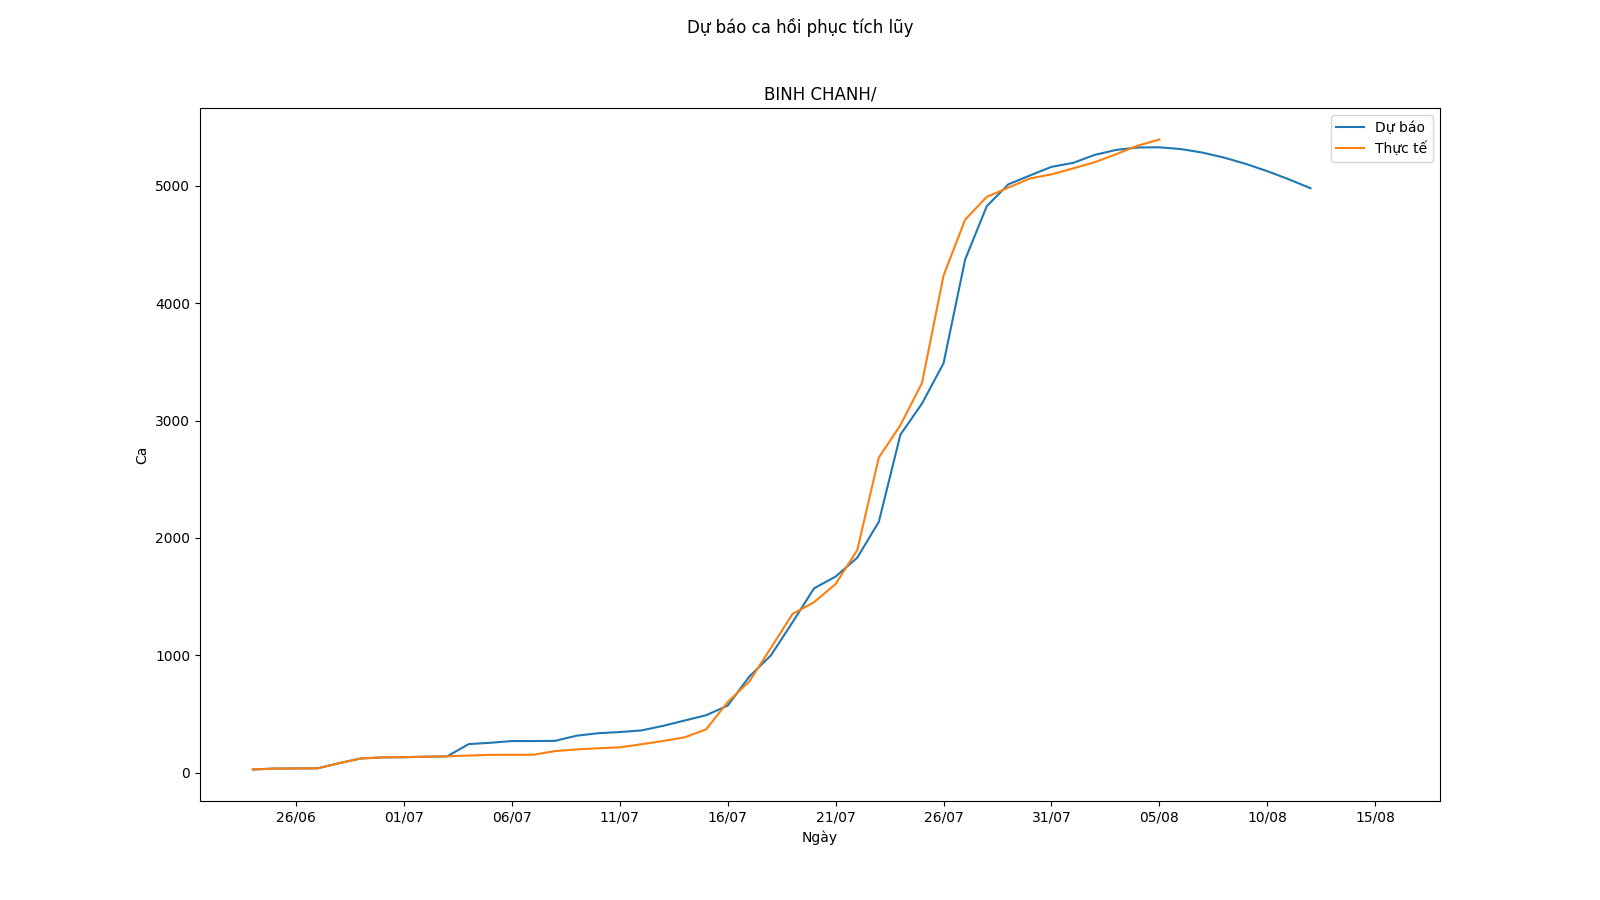 Dự báo ca hồi phục tích lũy
BINH CHANH/
Dự báo
Thực tế
5000
4000
3000
2000
1000
0
Ca
26/06 01/07 06/07 11/07 16/07 21/07 26/07 31/07 05/08 10/08 15/08
Ngày